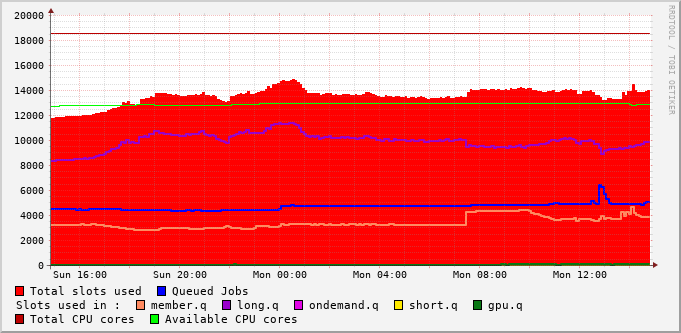 20000
18000
16000
14000
12000
10000
8000
6000
4000
2000
0
Sun 16:00 Sun 20:00 Mon 00:00 Mon 04:00 Mon 08:00 Mon 12:00
Total slots used Queued Jobs
Slots used in : member.q long.q ondemand.q short.q gpu.q
Total CPU cores Available CPU cores
RRDTOOL / TOBI OETIKER